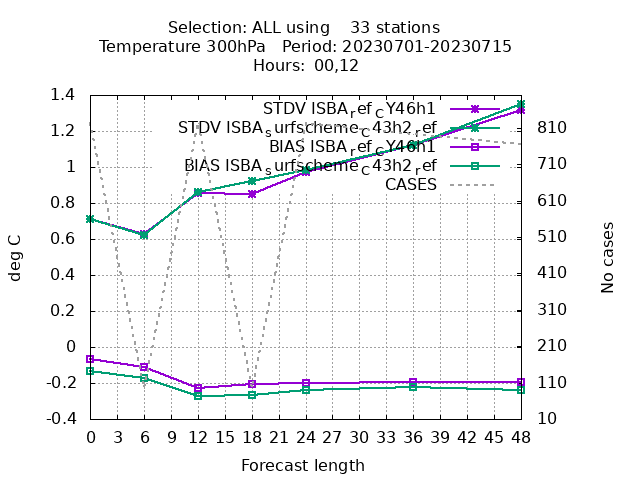 Selection: ALL using 33 stations
Temperature 300hPa Period: 20230701-20230715
Hours: 00,12
STDV ISBA_ref_CY46h1
STDV ISBA_surfscheme_C43h2_ref
BIAS ISBA_ref_CY46h1
BIAS ISBA_surfscheme_C43h2_ref
CASES
1.4
1.2
1
0.8
0.6
0.4
0.2
0
-0.2
-0.4
deg C
810
710
610
510
410
310
210
110
10
No cases
0 3 6 9 12 15 18 21 24 27 30 33 36 39 42 45 48
Forecast length